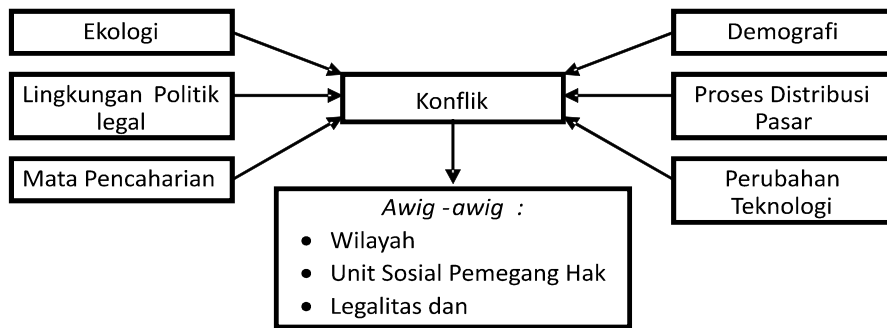 Ekologi
Lingkungan Politik
legal
Mata Pencaharian
Konflik
Demografi
Proses Distribusi
Pasar
Perubahan
Teknologi
Awig -awig :
• Wilayah
• Unit Sosial Pemegang Hak
• Legalitas dan